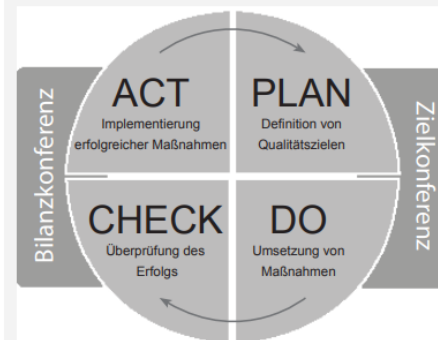 Bilanzkonferenz
ACT
Implementierung
erfolgreicher Maßnahmen
PLAN
Definition von
Qualitätszielen
CHECK
Überprüfung des
Erfolgs
DO
Umsetzung von
Maßnahmen
Zielkonferenz